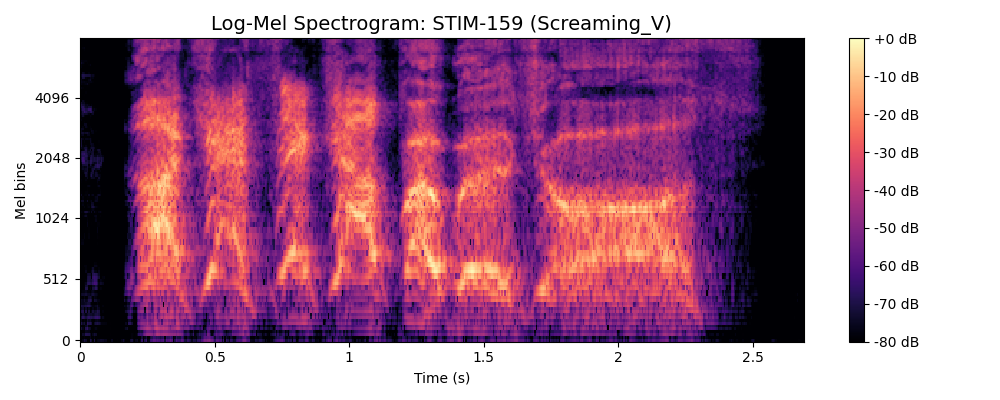 Log-Mel Spectrogram: STIM-159 (Screaming_V)
+0 dB
-10 dB
-20 dB
-30 dB
-40 dB
-50 dB
-60 dB
-70 dB
-80 dB
Mel bins
4096
2048
1024
512
0
0 0.5 1 1.5 2 2.5
Time (s)